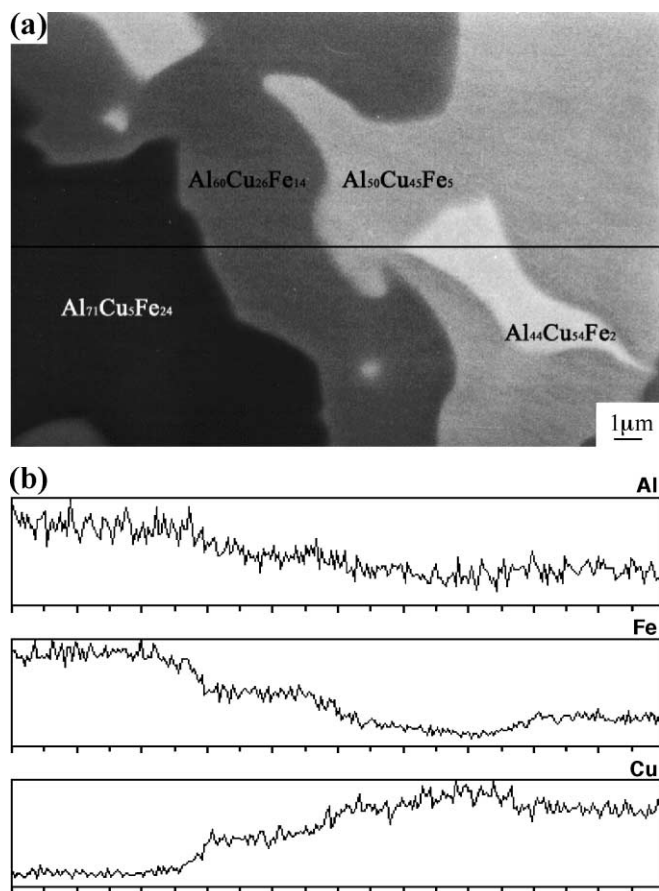 (a)
Al₆₀Cu₂₆Fe₁₄ Al₅₀Cu₄₅Fe₅
Al₇₁Cu₅Fe₂₄
Al₄₄Cu₅₄Fe₂
1μm
(b)
Al
Fe
Cu